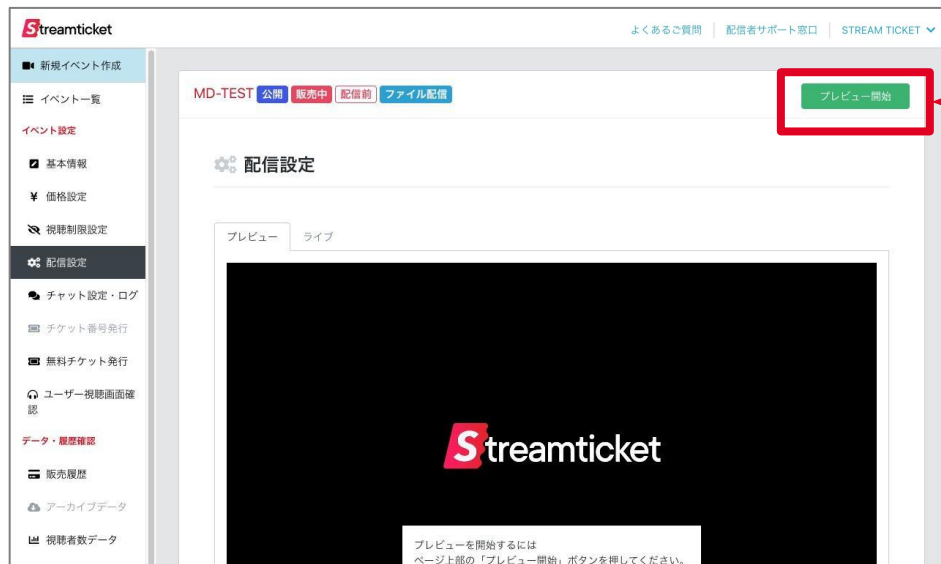 Streamticket
よくあるご質問 配信者サポート窓口 STREAM TICKET
新規イベント作成
イベント一覧
イベント設定
基本情報
価格設定
視聴制限設定
配信設定
チャット設定・ログ
チケット番号発行
無料チケット発行
ユーザー視聴画面確
認
データ・履歴確認
販売履歴
アーカイブデータ
視聴者数データ
MD-TEST 公開 販売中 配信前 ファイル配信
プレビュー開始
配信設定
プレビュー ライブ
Streamticket
プレビューを開始するには
ページ上部の「プレビュー開始」ボタンを押してください。